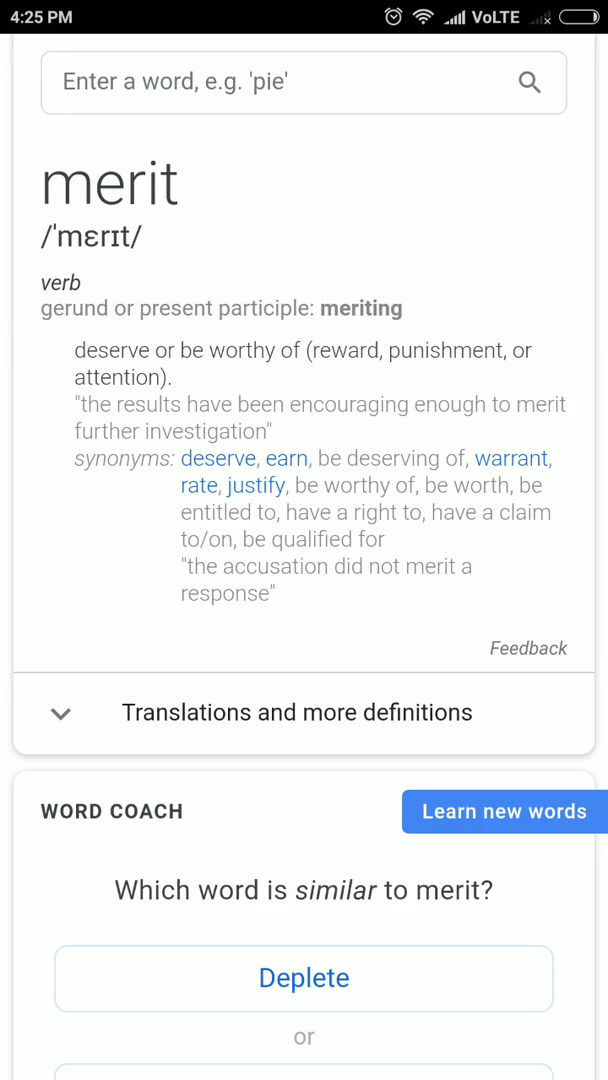 4:25 PM VoLTE
Enter a word, e.g. 'pie'
merit
/ˈmɛrɪt/
verb
gerund or present participle: meriting
deserve or be worthy of (reward, punishment, or
attention).
"the results have been encouraging enough to merit
further investigation"
synonyms: deserve, earn, be deserving of, warrant,
rate, justify, be worthy of, be worth, be
entitled to, have a right to, have a claim
to/on, be qualified for
"the accusation did not merit a
response"
Feedback
Translations and more definitions
WORD COACH Learn new words
Which word is similar to merit?
Deplete
or